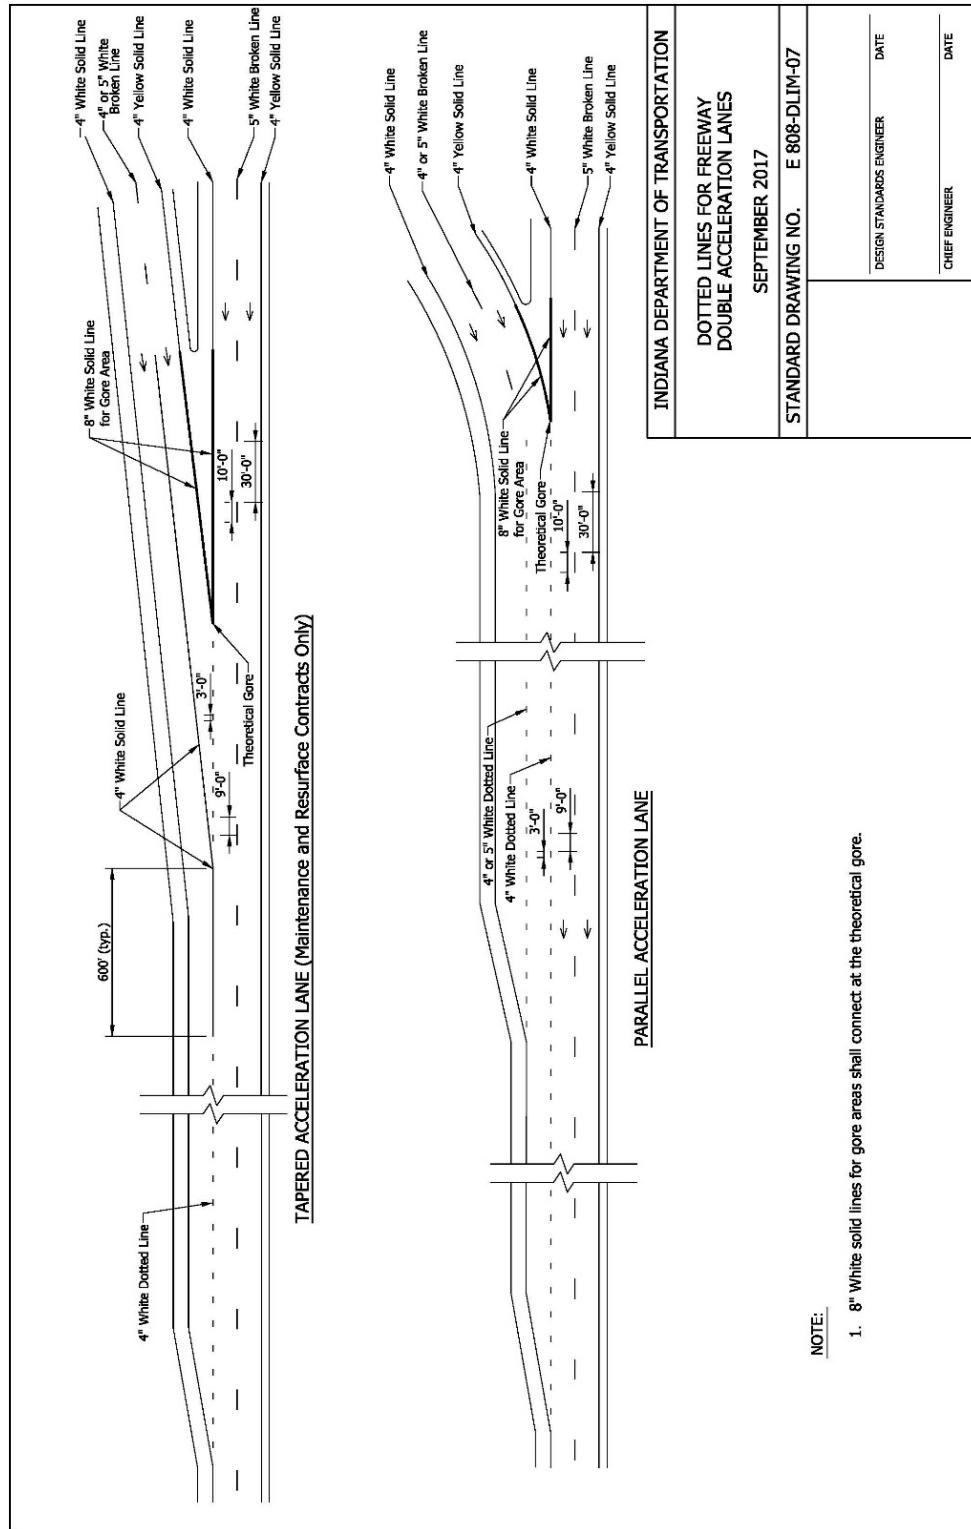 4" White Solid Line
4" or 5" White
Broken Line
4" Yellow Solid Line
4" White Solid Line
5" White Broken Line
4" Yellow Solid Line
8" White Solid Line
for Gore Area
10'-0"
30'-0"
Theoretical Gore
3'-0"
9'-0"
4" White Solid Line
600' (typ.)
4" White Dotted Line
TAPERED ACCELERATION LANE (Maintenance and Resurface Contracts Only)
4" White Solid Line
4" or 5" White Broken Line
4" Yellow Solid Line
4" White Solid Line
5" White Broken Line
4" Yellow Solid Line
8" White Solid Line
for Gore Area
Theoretical Gore
10'-0"
30'-0"
4" or 5" White Dotted Line
4" White Dotted Line
3'-0"
9'-0"
PARALLEL ACCELERATION LANE
NOTE:
1. 8" White solid lines for gore areas shall connect at the theoretical gore.
INDIANA DEPARTMENT OF TRANSPORTATION
DOTTED LINES FOR FREEWAY
DOUBLE ACCELERATION LANES
SEPTEMBER 2017
STANDARD DRAWING NO. E 808-DLIM-07
DESIGN STANDARDS ENGINEER DATE
CHIEF ENGINEER DATE